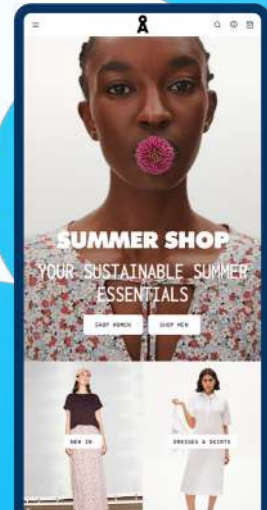 Å
SUMMER SHOP
YOUR SUSTAINABLE SUMMER
ESSENTIALS
SHOP WOMEN SHOP MEN
NEW IN DRESSES & SKIRTS